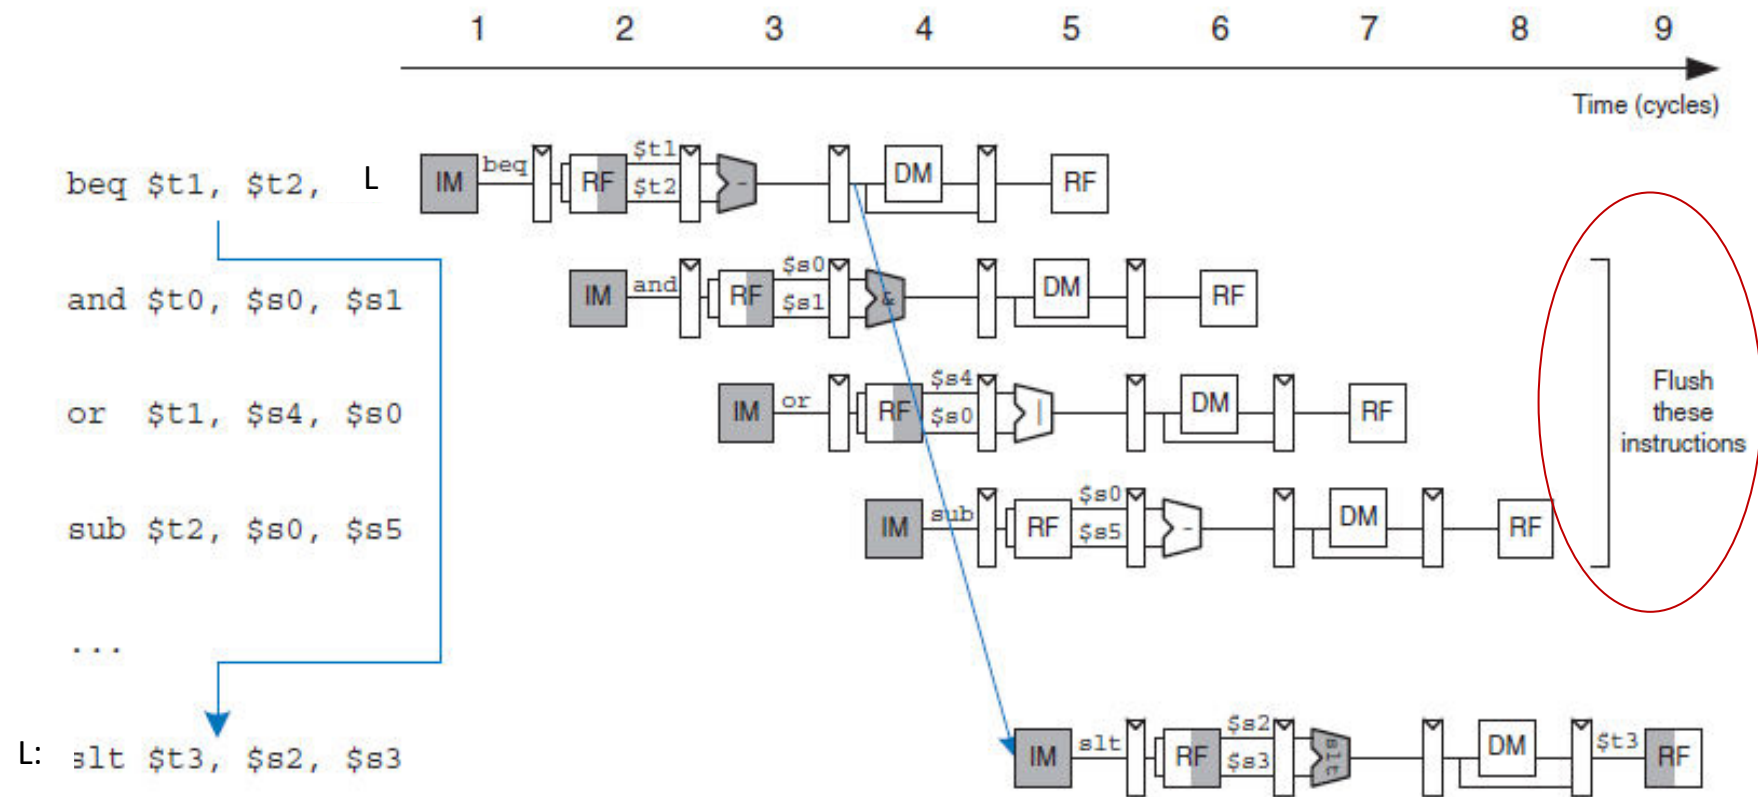 1 2 3 4 5 6 7 8 9
Time (cycles)
beq $t1, $t2, L
IM beq RF $t1 $t2 - DM RF
and $t0, $s0, $s1
IM and RF $s0 $s1 & DM RF
or $t1, $s4, $s0
IM or RF $s4 $s0 | DM RF
sub $t2, $s0, $s5
IM sub RF $s0 $s5 - DM RF
Flush
these
instructions
...
L: slt $t3, $s2, $s3
IM slt RF $s2 $s3 slt DM $t3 RF